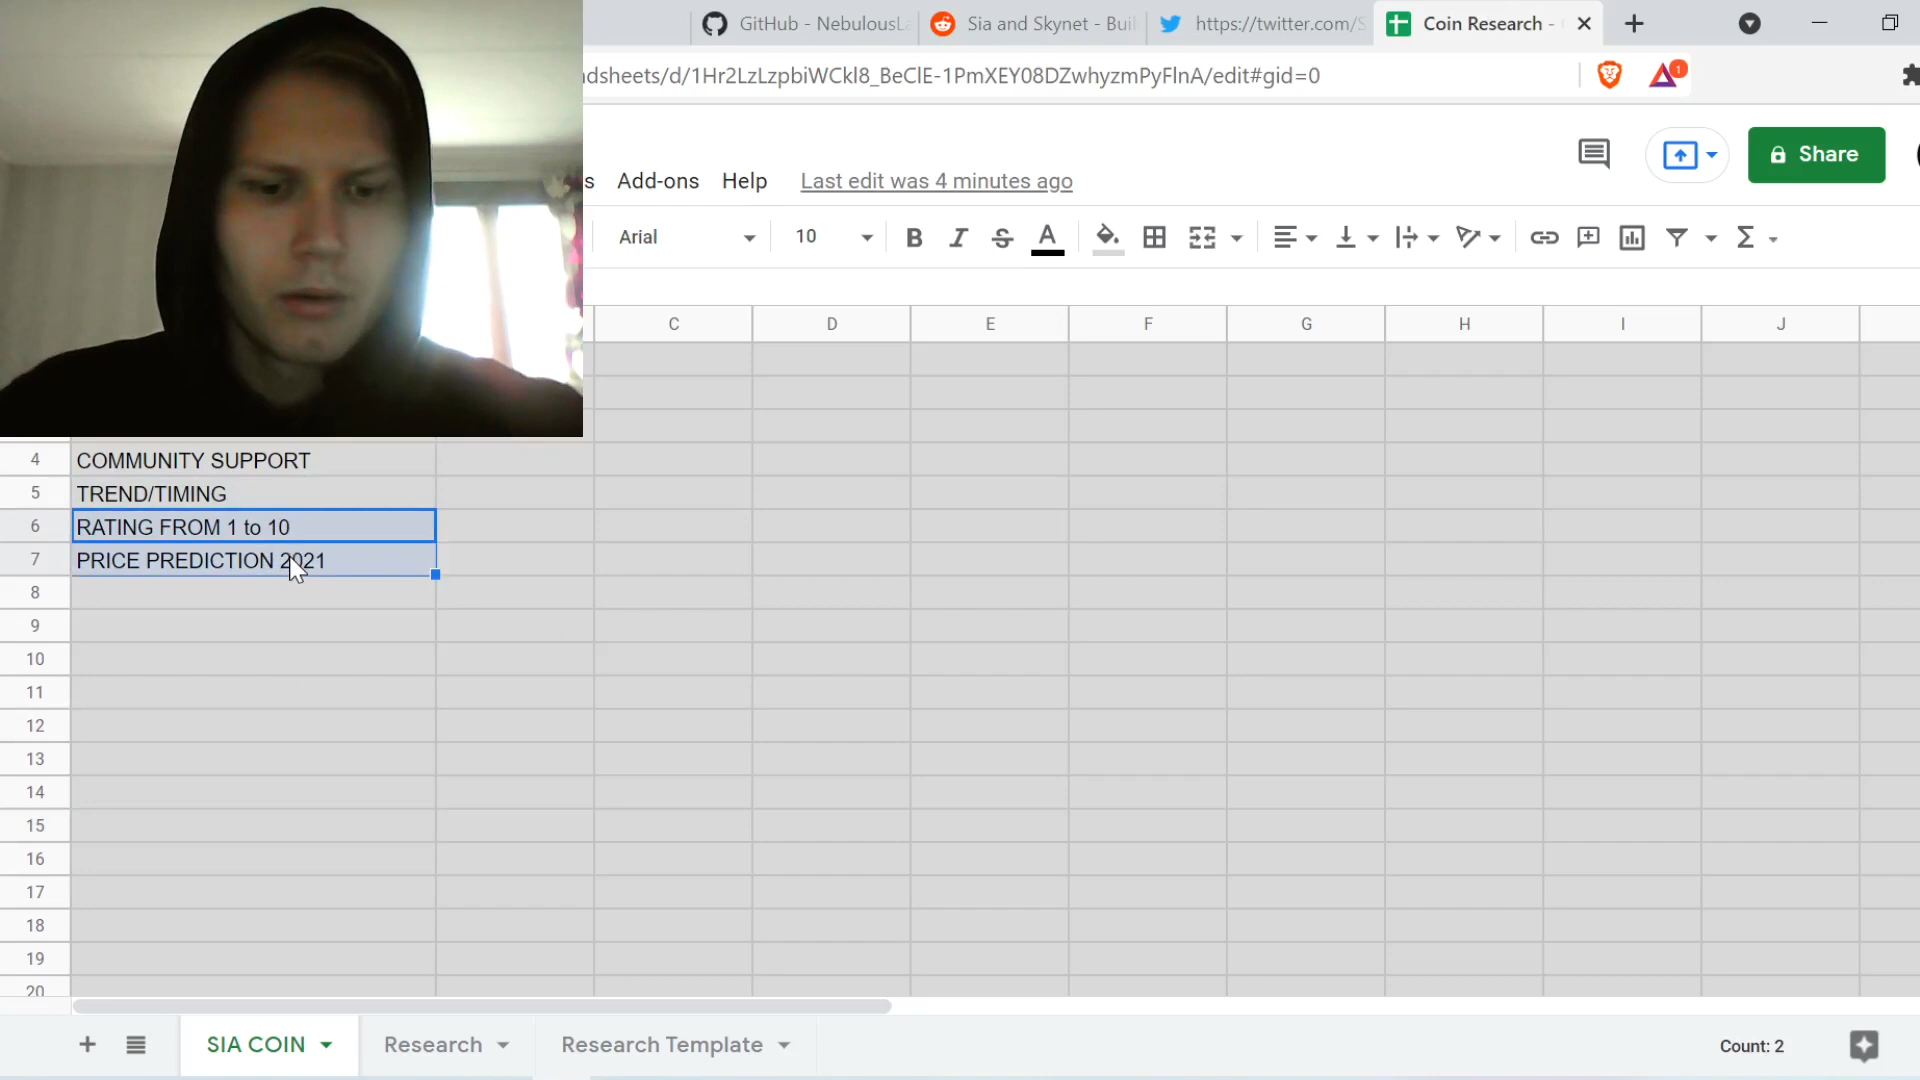 GitHub - NebulousLa
Sia and Skynet - Buil
https://twitter.com/S
Coin Research -
dsheets/d/1Hr2LzLzpbiWCkl8_BeClE-1PmXEY08DZwhyzmPyFlnA/edit#gid=0
1
Share
s Add-ons Help Last edit was 4 minutes ago
Arial 10 B I S A
C D E F G H I J
4 COMMUNITY SUPPORT
5 TREND/TIMING
6 RATING FROM 1 to 10
7 PRICE PREDICTION 2021
8
9
10
11
12
13
14
15
16
17
18
19
20
SIA COIN Research Research Template Count: 2